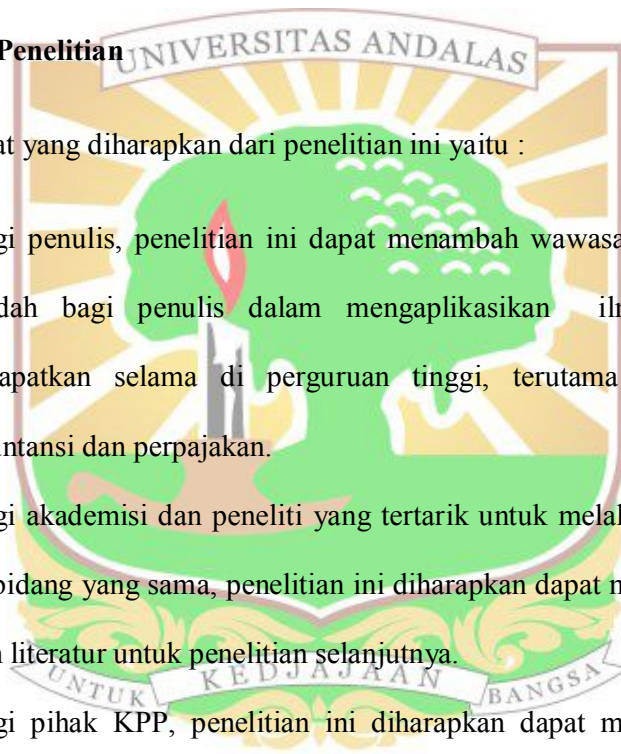 Penelitian
UNIVERSITAS ANDALAS
at yang diharapkan dari penelitian ini yaitu :
gi penulis, penelitian ini dapat menambah wawasa
dah bagi penulis dalam mengaplikasikan ilr
apatkan selama di perguruan tinggi, terutama
untansi dan perpajakan.
gi akademisi dan peneliti yang tertarik untuk melal
bidang yang sama, penelitian ini diharapkan dapat n
n literatur untuk penelitian selanjutnya.
UNTUK KEDJAJAAN BANGSA
gi pihak KPP, penelitian ini diharapkan dapat m